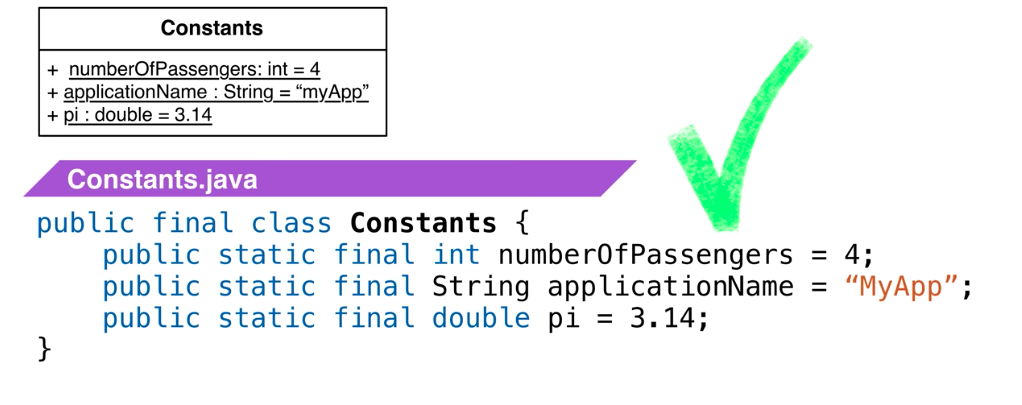 Constants
+ numberOfPassengers: int = 4
+ applicationName : String = “myApp”
+ pi : double = 3.14
Constants.java
public final class Constants {
    public static final int numberOfPassengers = 4;
    public static final String applicationName = “MyApp”;
    public static final double pi = 3.14;
}